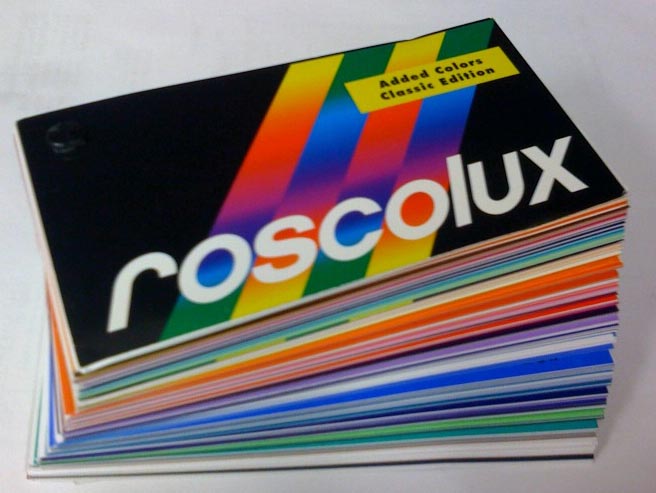 Added Colors
Classic Edition
roscolux